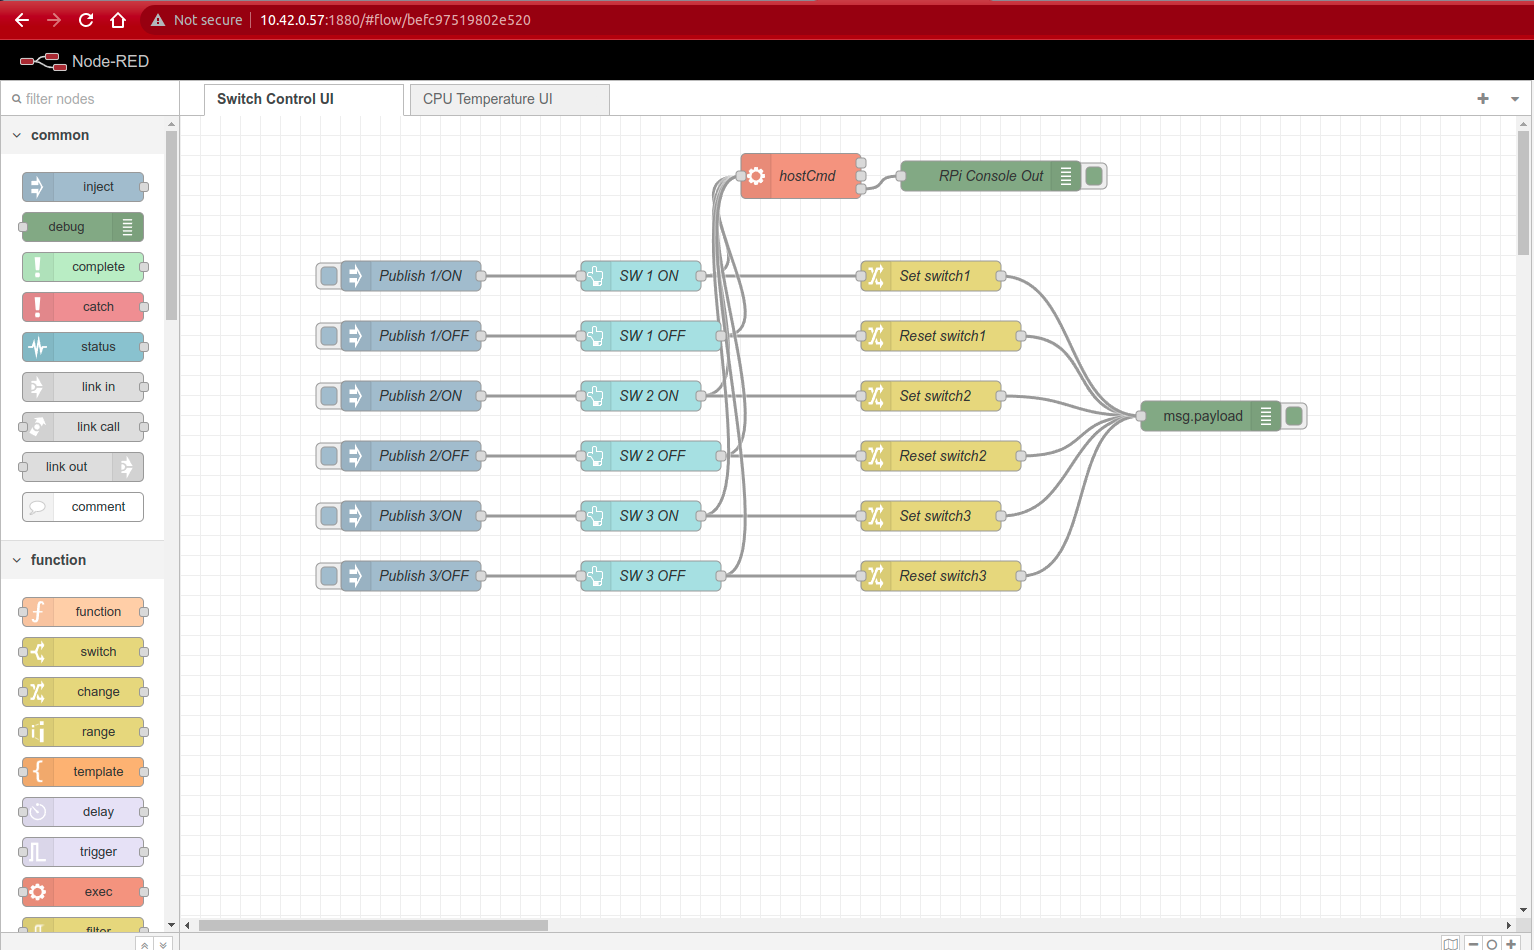 Not secure 10.42.0.57:1880/#flow/befc97519802e520
Node-RED
filter nodes
Switch Control UI
CPU Temperature UI
common
inject
debug
complete
catch
status
link in
link call
link out
comment
function
function
switch
change
range
template
delay
trigger
exec
filter
hostCmd
RPi Console Out
Publish 1/ON
SW 1 ON
Set switch1
Publish 1/OFF
SW 1 OFF
Reset switch1
Publish 2/ON
SW 2 ON
Set switch2
msg.payload
Publish 2/OFF
SW 2 OFF
Reset switch2
Publish 3/ON
SW 3 ON
Set switch3
Publish 3/OFF
SW 3 OFF
Reset switch3